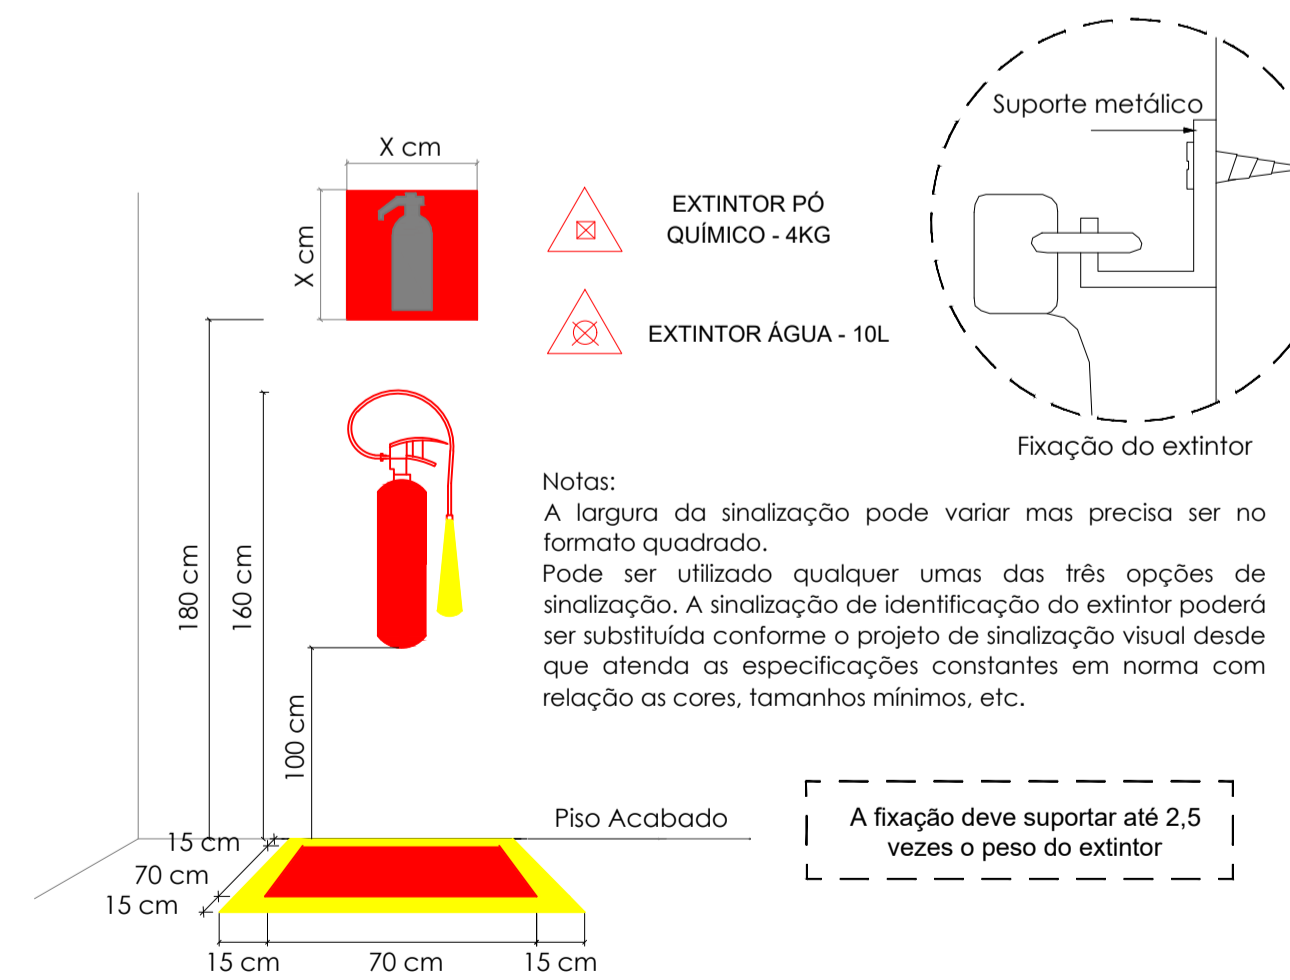 X cm
X cm
EXTINTOR PÓ
QUÍMICO - 4KG
EXTINTOR ÁGUA - 10L
Suporte metálico
Fixação do extintor
180 cm
160 cm
100 cm
Notas:
A largura da sinalização pode variar mas precisa ser no
formato quadrado.
Pode ser utilizado qualquer umas das três opções de
sinalização. A sinalização de identificação do extintor poderá
ser substituída conforme o projeto de sinalização visual desde
que atenda as especificações constantes em norma com
relação as cores, tamanhos mínimos, etc.
Piso Acabado
A fixação deve suportar até 2,5
vezes o peso do extintor
15 cm
70 cm
15 cm
15 cm
70 cm
15 cm